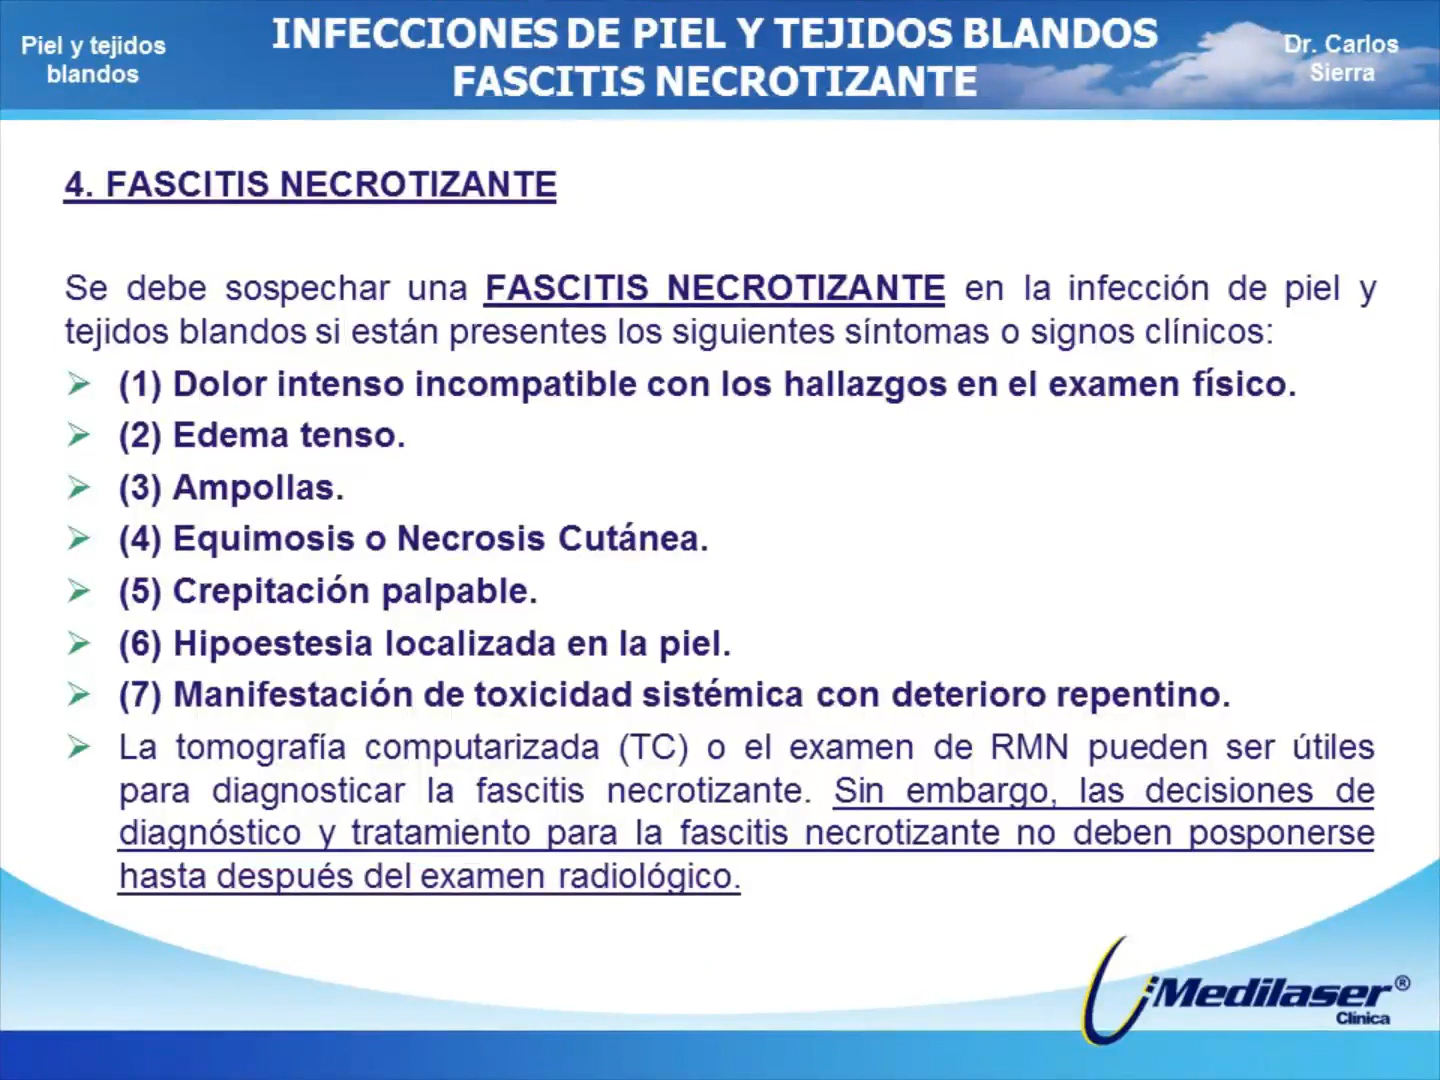 Piel y tejidos
blandos
INFECCIONES DE PIEL Y TEJIDOS BLANDOS
FASCITIS NECROTIZANTE
Dr. Carlos
Sierra
4. FASCITIS NECROTIZANTE
Se debe sospechar una FASCITIS NECROTIZANTE en la infección de piel y
tejidos blandos si están presentes los siguientes síntomas o signos clínicos:
(1) Dolor intenso incompatible con los hallazgos en el examen físico.
(2) Edema tenso.
(3) Ampollas.
(4) Equimosis o Necrosis Cutánea.
(5) Crepitación palpable.
(6) Hipoestesia localizada en la piel.
(7) Manifestación de toxicidad sistémica con deterioro repentino.
La tomografía computarizada (TC) o el examen de RMN pueden ser útiles
para diagnosticar la fascitis necrotizante. Sin embargo, las decisiones de
diagnóstico y tratamiento para la fascitis necrotizante no deben posponerse
hasta después del examen radiológico.
Medilaser®
Clínica